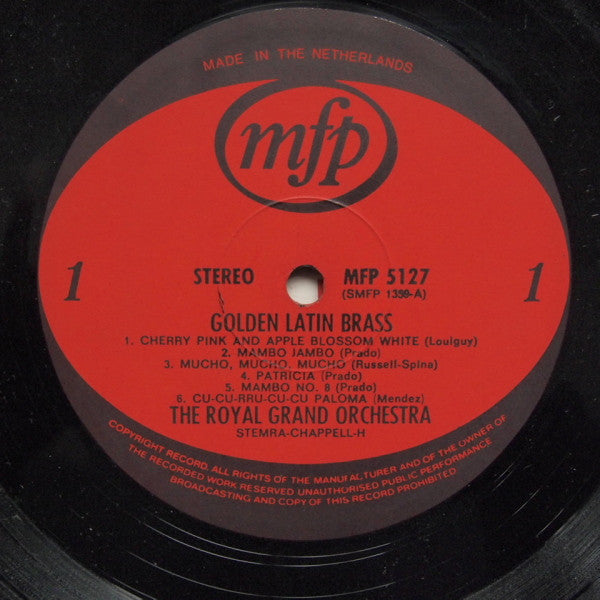 MADE IN THE NETHERLANDS
mfp
1
1
STEREO
MFP 5127
(SMFP 1359-A)
GOLDEN LATIN BRASS
1. CHERRY PINK AND APPLE BLOSSOM WHITE (Louiguy)
2. MAMBO JAMBO (Prado)
3. MUCHO, MUCHO, MUCHO (Russell-Spina)
4. PATRICIA (Prado)
5. MAMBO NO. 8 (Prado)
6. CU-CU-RRU-CU-CU PALOMA (Mendez)
THE ROYAL GRAND ORCHESTRA
STEMRA-CHAPPELL-H
COPYRIGHT RECORD. ALL RIGHTS OF THE MANUFACTURER AND OF THE OWNER OF
THE RECORDED WORK RESERVED UNAUTHORISED PUBLIC PERFORMANCE
BROADCASTING AND COPY OF THIS RECORD PROHIBITED